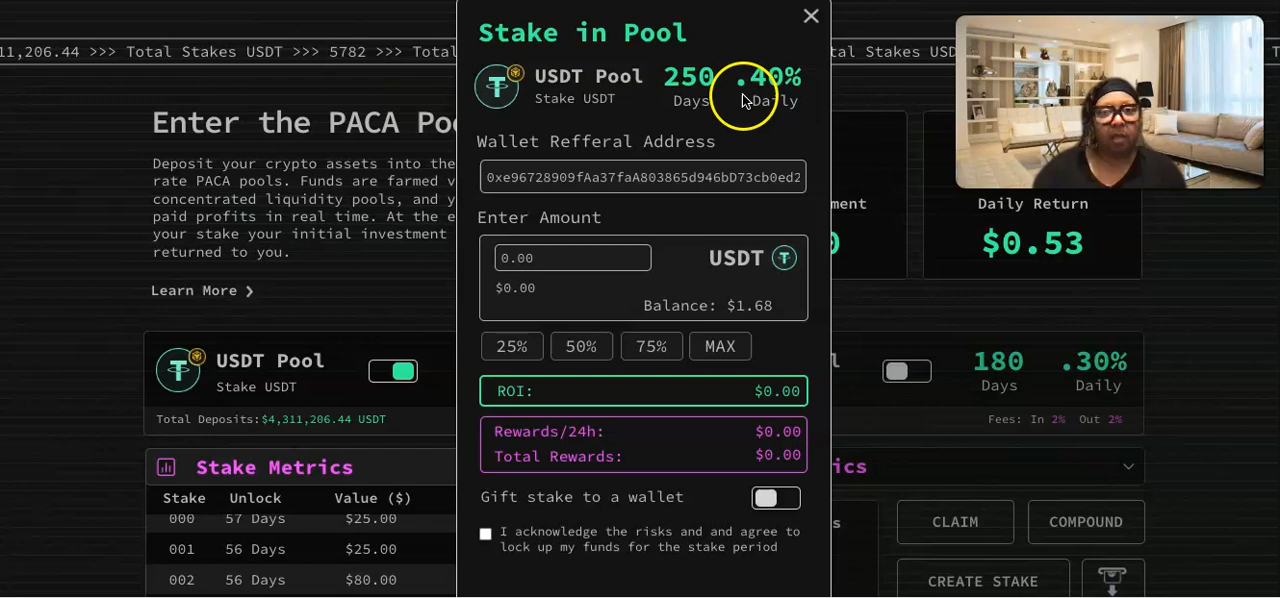 11,206.44 >>> Total Stakes USDT >>> 5782 >>> Total
tal Stakes USD
Enter the PACA Poo
Deposit your crypto assets into the
rate PACA pools. Funds are farmed v
concentrated liquidity pools, and y
paid profits in real time. At the e
your stake your initial investment
returned to you.
Learn More
USDT Pool
Stake USDT
Total Deposits:$4,311,206.44 USDT
Stake Metrics
Stake Unlock Value ($)
000 57 Days $25.00
001 56 Days $25.00
002 56 Days $80.00
Stake in Pool
USDT Pool
Stake USDT
250
Days
.40%
Daily
Wallet Refferal Address
0xe96728909fAa37faA803865d946bD73cb0ed2
Enter Amount
0.00
USDT
$0.00
Balance: $1.68
25% 50% 75% MAX
ROI: $0.00
Rewards/24h: $0.00
Total Rewards: $0.00
Gift stake to a wallet
I acknowledge the risks and and agree to
lock up my funds for the stake period
ment
Daily Return
$0.53
180
Days
.30%
Daily
Fees: In 2% Out 2%
ics
CLAIM
COMPOUND
CREATE STAKE